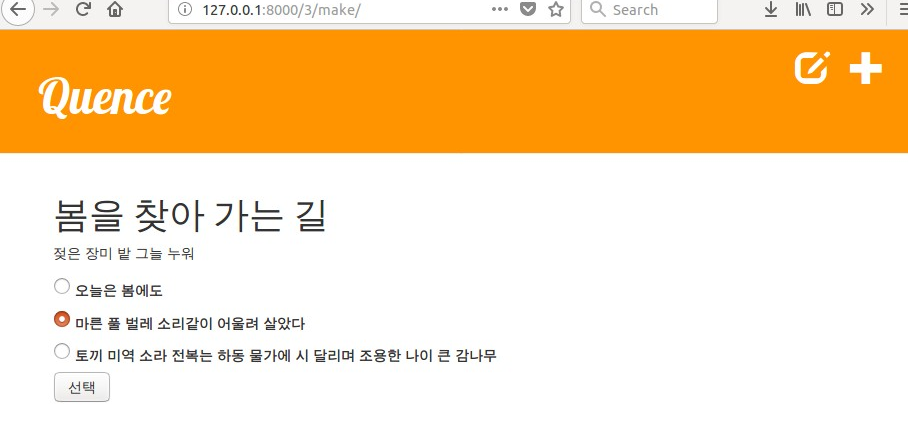 127.0.0.1:8000/3/make/
Search
Quence
봄을 찾아 가는 길
젖은 장미 밭 그늘 누워
오늘은 봄에도
마른 풀 벌레 소리같이 어울려 살았다
토끼 미역 소라 전복는 하동 물가에 시 달리며 조용한 나이 큰 감나무
선택